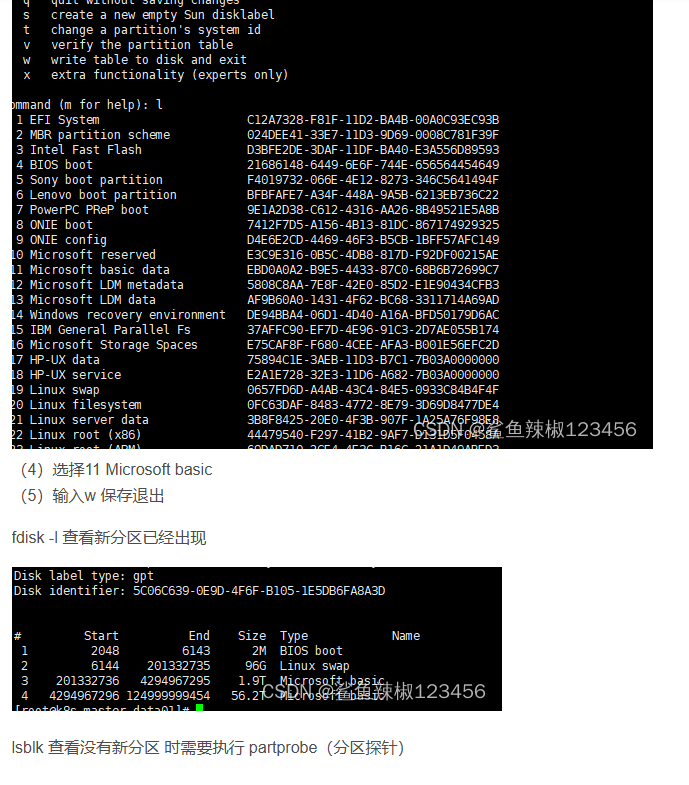 q   quit without saving changes
s   create a new empty Sun disklabel
t   change a partition's system id
v   verify the partition table
w   write table to disk and exit
x   extra functionality (experts only)
ommand (m for help): l
1 EFI System                     C12A7328-F81F-11D2-BA4B-00A0C93EC93B
2 MBR partition scheme           024DEE41-33E7-11D3-9D69-0008C781F39F
3 Intel Fast Flash               D3BFE2DE-3DAF-11DF-BA40-E3A556D89593
4 BIOS boot                      21686148-6449-6E6F-744E-656564454649
5 Sony boot partition            F4019732-066E-4E12-8273-346C5641494F
6 Lenovo boot partition          BFBFAFE7-A34F-448A-9A5B-6213EB736C22
7 PowerPC PReP boot              9E1A2D38-C612-4316-AA26-8B49521E5A8B
8 ONIE boot                      7412F7D5-A156-4B13-81DC-867174929325
9 ONIE config                    D4E6E2CD-4469-46F3-B5CB-1BFF57AFC149
10 Microsoft reserved            E3C9E316-0B5C-4DB8-817D-F92DF00215AE
11 Microsoft basic data          EBD0A0A2-B9E5-4433-87C0-68B6B72699C7
12 Microsoft LDM metadata        5808C8AA-7E8F-42E0-85D2-E1E90434CFB3
13 Microsoft LDM data            AF9B60A0-1431-4F62-BC68-3311714A69AD
14 Windows recovery environment  DE94BBA4-06D1-4D40-A16A-BFD50179D6AC
15 IBM General Parallel Fs       37AFFC90-EF7D-4E96-91C3-2D7AE055B174
16 Microsoft Storage Spaces      E75CAF8F-F680-4CEE-AFA3-B001E56EFC2D
17 HP-UX data                    75894C1E-3AEB-11D3-B7C1-7B03A0000000
18 HP-UX service                 E2A1E728-32E3-11D6-A682-7B03A0000000
19 Linux swap                    0657FD6D-A4AB-43C4-84E5-0933C84B4F4F
20 Linux filesystem              0FC63DAF-8483-4772-8E79-3D69D8477DE4
21 Linux server data             3B8F8425-20E0-4F3B-907F-1A25A76F98E8
22 Linux root (x86)              44479540-F297-41B2-9AF7-D131D5F0458A
CSDN @鲨鱼辣椒123456
23 Linux root (ARM)              69DAD710-2CE4-4E3C-B16C-21A1D49ABED3
（4）选择11 Microsoft basic
（5）输入w 保存退出
fdisk -l 查看新分区已经出现
Disk label type: gpt
Disk identifier: 5C06C639-0E9D-4F6F-B105-1E5DB6FA8A3D
#         Start          End    Size  Type            Name
1         2048         6143      2M  BIOS boot
2         6144    201332735     96G  Linux swap
3    201332736   4294967295    1.9T  Microsoft basic
4   4294967296 124999999454   56.2T  Microsoft basic
CSDN @鲨鱼辣椒123456
[root@k8s-master data01]#
lsblk 查看没有新分区 时需要执行 partprobe（分区探针）